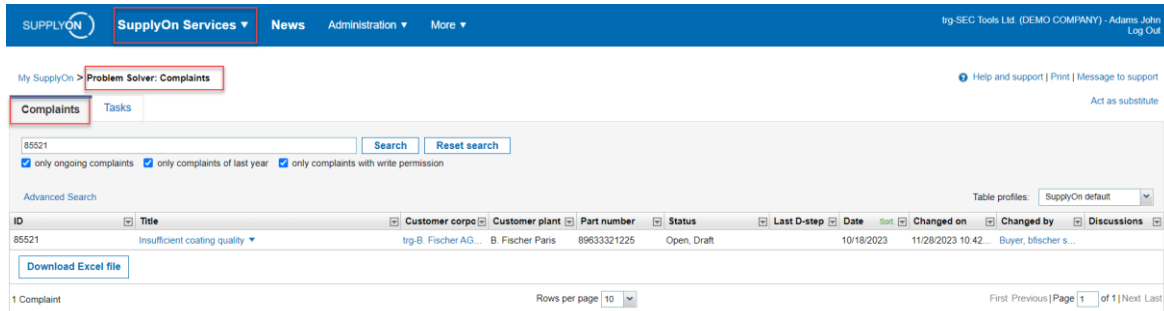 SUPPLYON SupplyOn Services ▼ News Administration ▼ More ▼ trg-SEC Tools Ltd. (DEMO COMPANY) - Adams John
Log Out
My SupplyOn > Problem Solver: Complaints Help and support | Print | Message to support
Complaints Tasks Act as substitute
85521 Search Reset search
only ongoing complaints only complaints of last year only complaints with write permission
Advanced Search Table profiles: SupplyOn default
ID Title Customer corpo Customer plant Part number Status Last D-step Date Sort. Changed on Changed by Discussions
85521 Insufficient coating quality ▼ trg-B. Fischer AG... B. Fischer Paris 89633321225 Open, Draft 10/18/2023 11/28/2023 10:42... Buyer, bfischer s...
Download Excel file
1 Complaint Rows per page 10 First Previous | Page 1 of 1 | Next Last